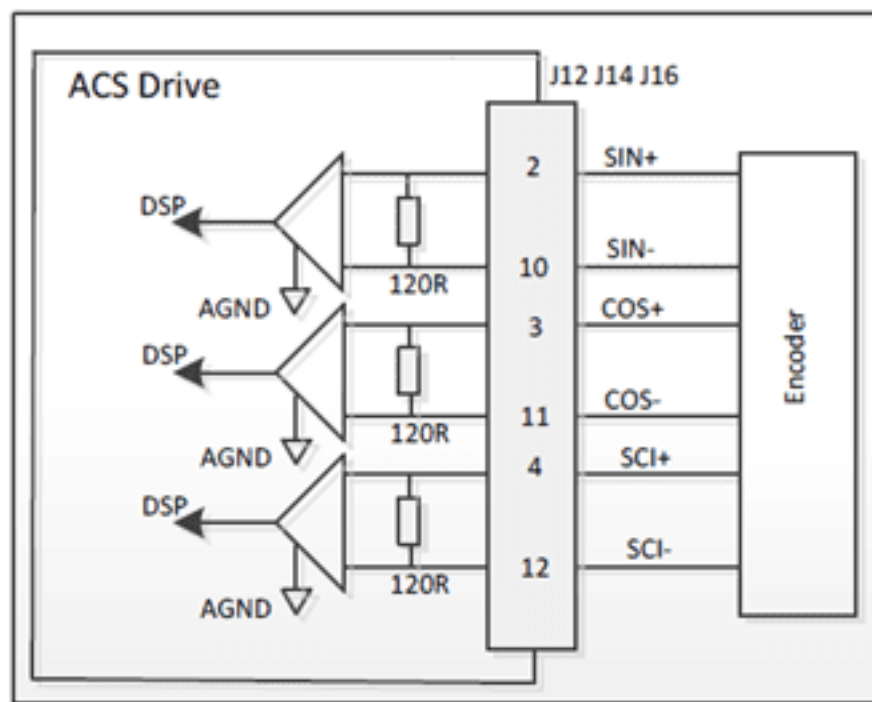 J12 J14 J16
ACS Drive
2
SIN+
DSP
SIN-
10
120R
AGND
3
COS+
DSP
Encoder
COS-
11
120R
AGND
4
SCI+
DSP
SCI-
12
120R
AGND